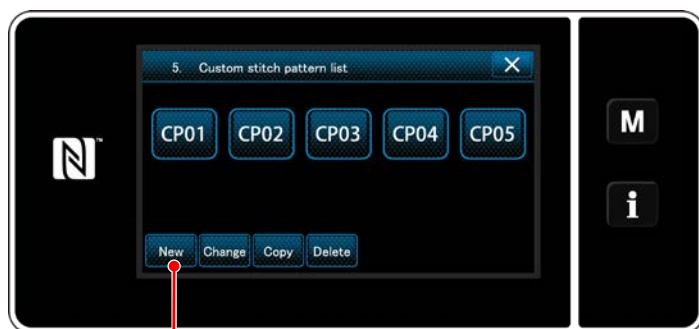 5. Custom stitch pattern list
CP01 CP02 CP03 CP04 CP05
New Change Copy Delete
M
i